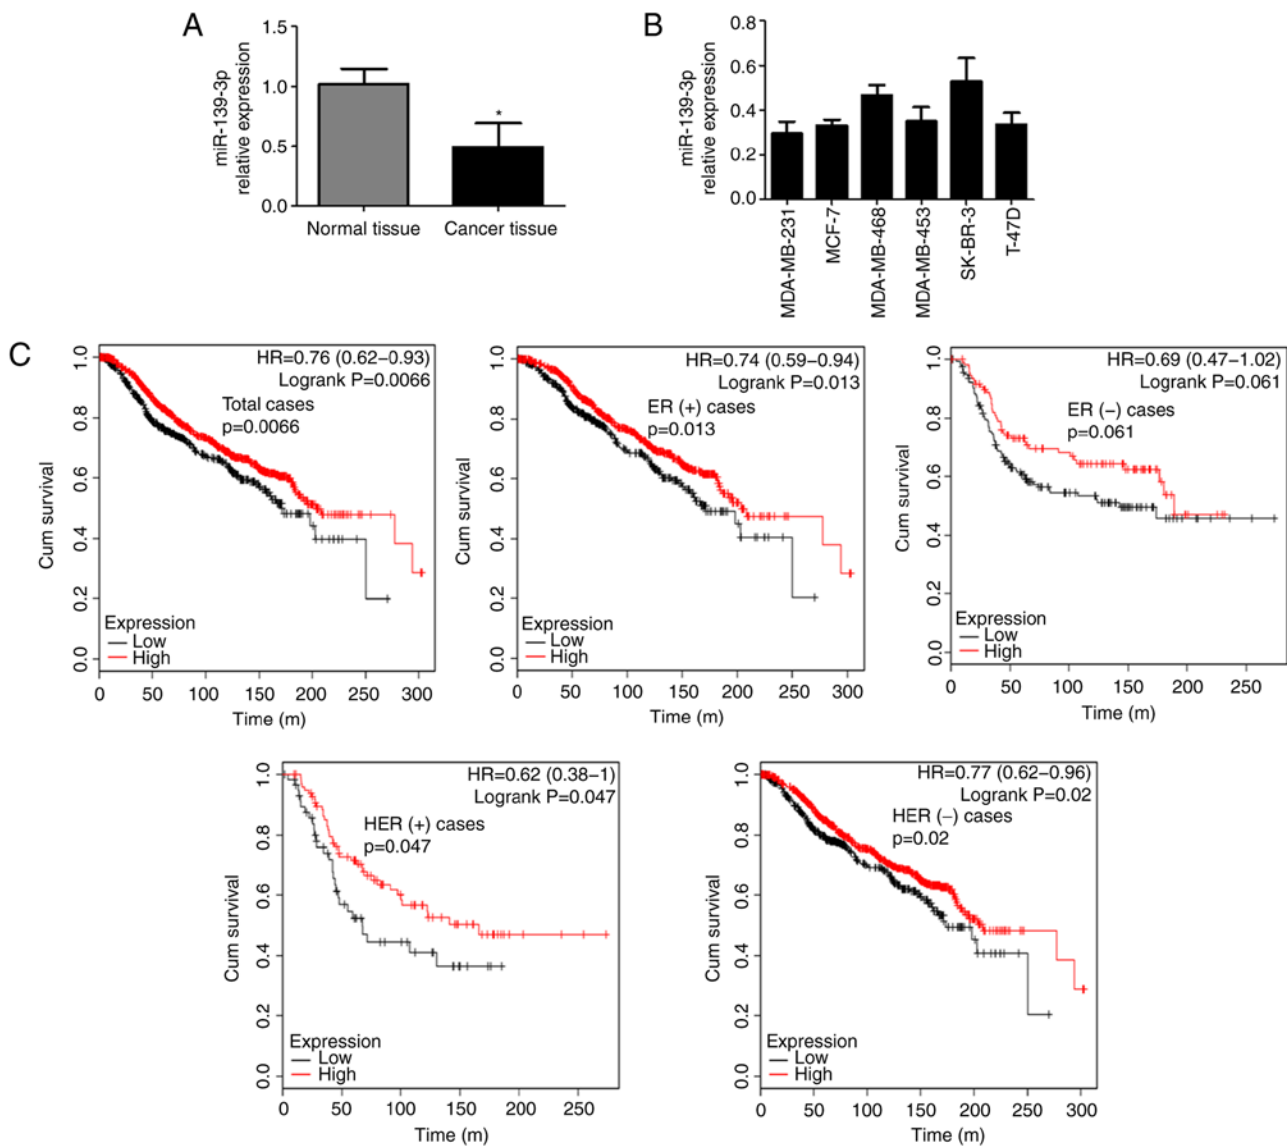 A
miR-139-3p
relative expression
1.5
1.0
0.5
0.0
*
Normal tissue
Cancer tissue
B
miR-139-3p
relative expression
0.8
0.6
0.4
0.2
0.0
MDA-MB-231
MCF-7
MDA-MB-468
MDA-MB-453
SK-BR-3
T-47D
C
Cum survival
1.0
0.8
0.6
0.4
0.2
0.0
HR=0.76 (0.62–0.93)
Logrank P=0.0066
Total cases
p=0.0066
Expression
Low
High
0 50 100 150 200 250 300
Time (m)
Cum survival
1.0
0.8
0.6
0.4
0.2
0.0
HR=0.74 (0.59–0.94)
Logrank P=0.013
ER (+) cases
p=0.013
Expression
Low
High
0 50 100 150 200 250 300
Time (m)
Cum survival
1.0
0.8
0.6
0.4
0.2
0.0
HR=0.69 (0.47–1.02)
Logrank P=0.061
ER (–) cases
p=0.061
Expression
Low
High
0 50 100 150 200 250
Time (m)
Cum survival
1.0
0.8
0.6
0.4
0.2
0.0
HR=0.62 (0.38–1)
Logrank P=0.047
HER (+) cases
p=0.047
Expression
Low
High
0 50 100 150 200 250
Time (m)
Cum survival
1.0
0.8
0.6
0.4
0.2
0.0
HR=0.77 (0.62–0.96)
Logrank P=0.02
HER (–) cases
p=0.02
Expression
Low
High
0 50 100 150 200 250 300
Time (m)